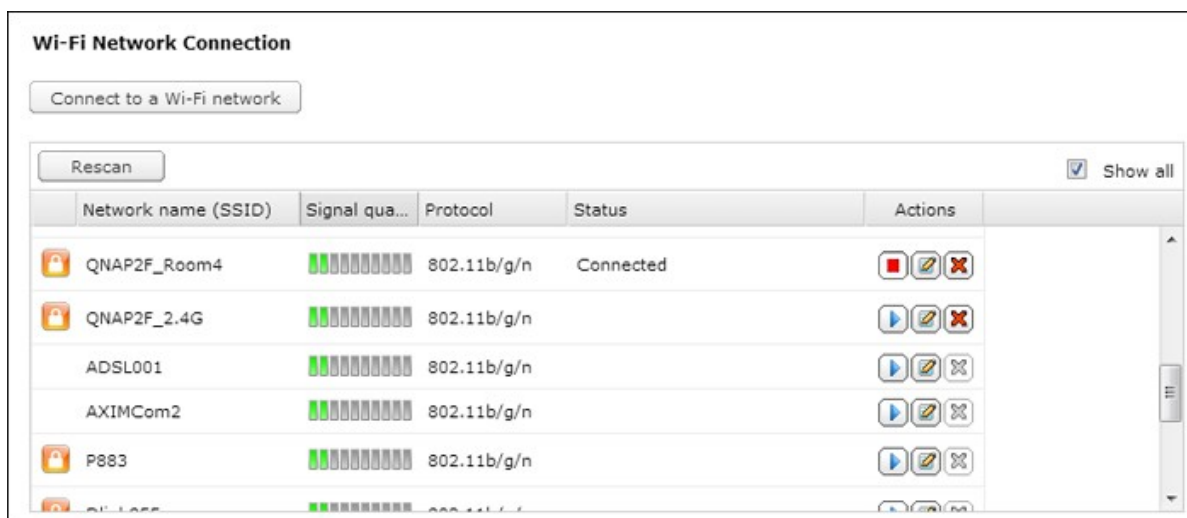 Wi-Fi Network Connection
Connect to a Wi-Fi network
Rescan Show all
Network name (SSID) Signal qua... Protocol Status Actions
QNAP2F_Room4 802.11b/g/n Connected
QNAP2F_2.4G 802.11b/g/n
ADSL001 802.11b/g/n
AXIMCom2 802.11b/g/n
P883 802.11b/g/n